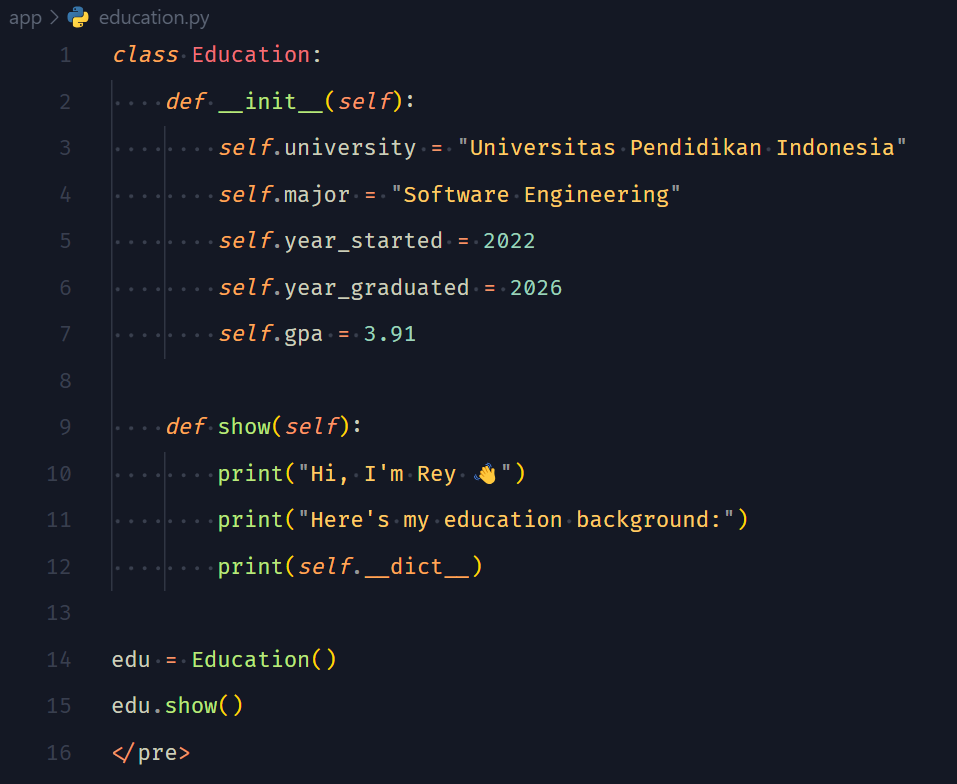 app > education.py
1 class Education:
2     def __init__(self):
3         self.university = "Universitas Pendidikan Indonesia"
4         self.major = "Software Engineering"
5         self.year_started = 2022
6         self.year_graduated = 2026
7         self.gpa = 3.91
8
9     def show(self):
10         print("Hi, I'm Rey 👋")
11         print("Here's my education background:")
12         print(self.__dict__)
13
14 edu = Education()
15 edu.show()
16 </pre>